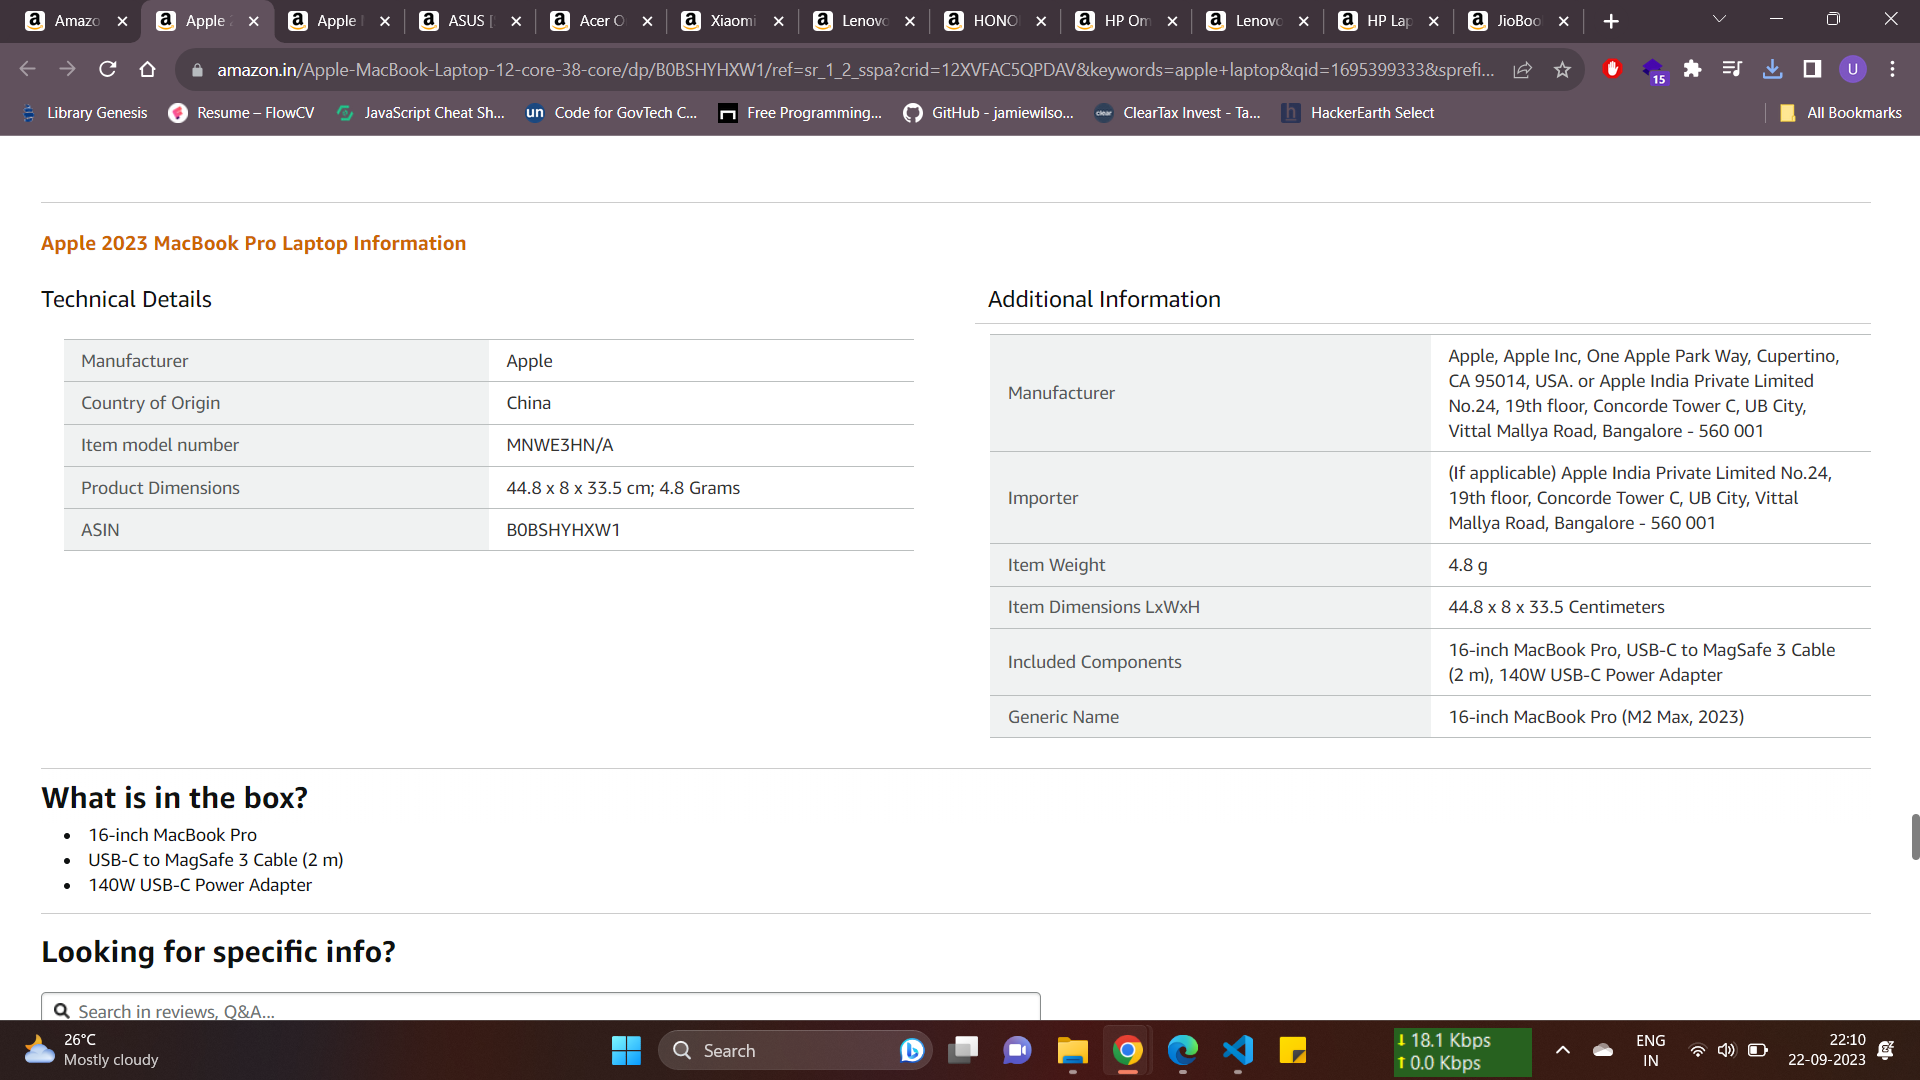 Amazo
Apple 2
Apple
ASUS [
Acer O
Xiaomi
Lenovo
HONO
HP Om
Lenovo
HP Lap
JioBoo
amazon.in/Apple-MacBook-Laptop-12-core-38-core/dp/B0BSHYHXW1/ref=sr_1_2_sspa?crid=12XVFAC5QPDAV&keywords=apple+laptop&qid=1695399333&sprefi...
15
U
Library Genesis
Resume – FlowCV
JavaScript Cheat Sh...
un
Code for GovTech C...
Free Programming...
GitHub - jamiewilso...
clear
ClearTax Invest - Ta...
h
HackerEarth Select
All Bookmarks
Apple 2023 MacBook Pro Laptop Information
Technical Details
Manufacturer Apple
Country of Origin China
Item model number MNWE3HN/A
Product Dimensions 44.8 x 8 x 33.5 cm; 4.8 Grams
ASIN B0BSHYHXW1
Additional Information
Manufacturer
Apple, Apple Inc, One Apple Park Way, Cupertino,
CA 95014, USA. or Apple India Private Limited
No.24, 19th floor, Concorde Tower C, UB City,
Vittal Mallya Road, Bangalore - 560 001
Importer
(If applicable) Apple India Private Limited No.24,
19th floor, Concorde Tower C, UB City, Vittal
Mallya Road, Bangalore - 560 001
Item Weight 4.8 g
Item Dimensions LxWxH 44.8 x 8 x 33.5 Centimeters
Included Components
16-inch MacBook Pro, USB-C to MagSafe 3 Cable
(2 m), 140W USB-C Power Adapter
Generic Name 16-inch MacBook Pro (M2 Max, 2023)
What is in the box?
• 16-inch MacBook Pro
• USB-C to MagSafe 3 Cable (2 m)
• 140W USB-C Power Adapter
Looking for specific info?
Search in reviews, Q&A...
26°C
Mostly cloudy
Search
18.1 Kbps
0.0 Kbps
ENG
IN
22:10
22-09-2023